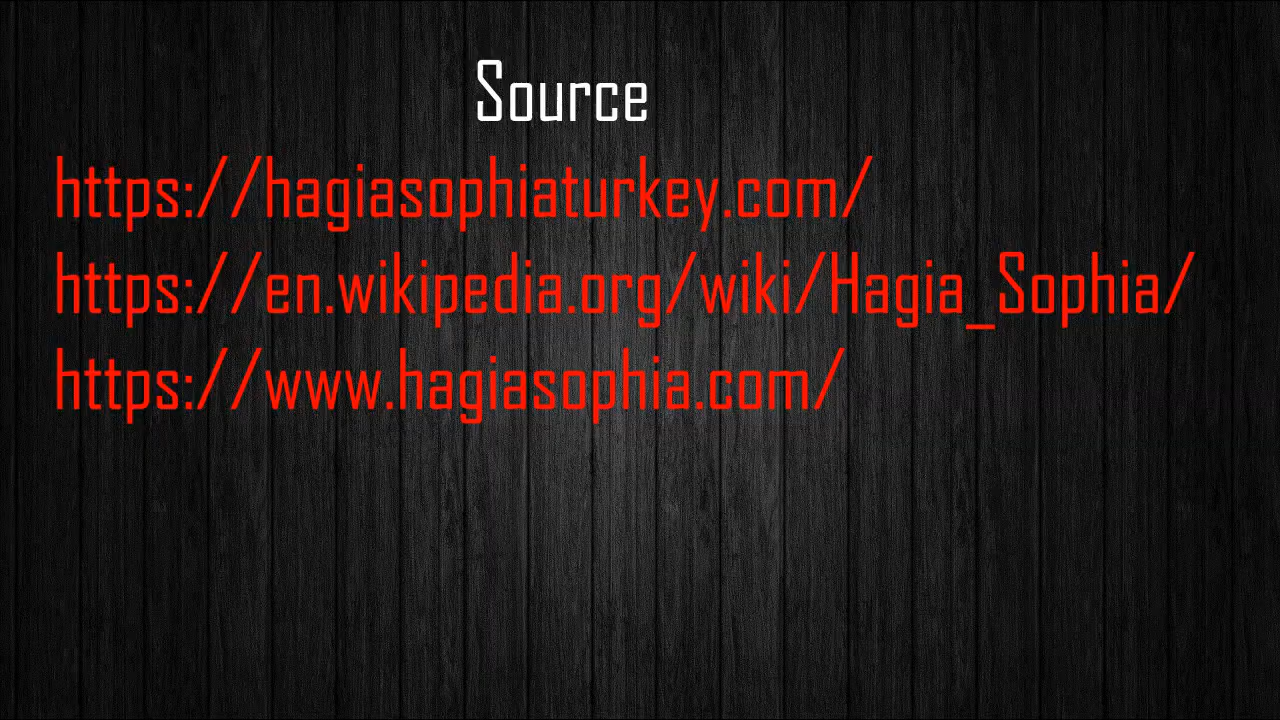 Source
https://hagiasophiaturkey.com/
https://en.wikipedia.org/wiki/Hagia_Sophia/
https://www.hagiasophia.com/